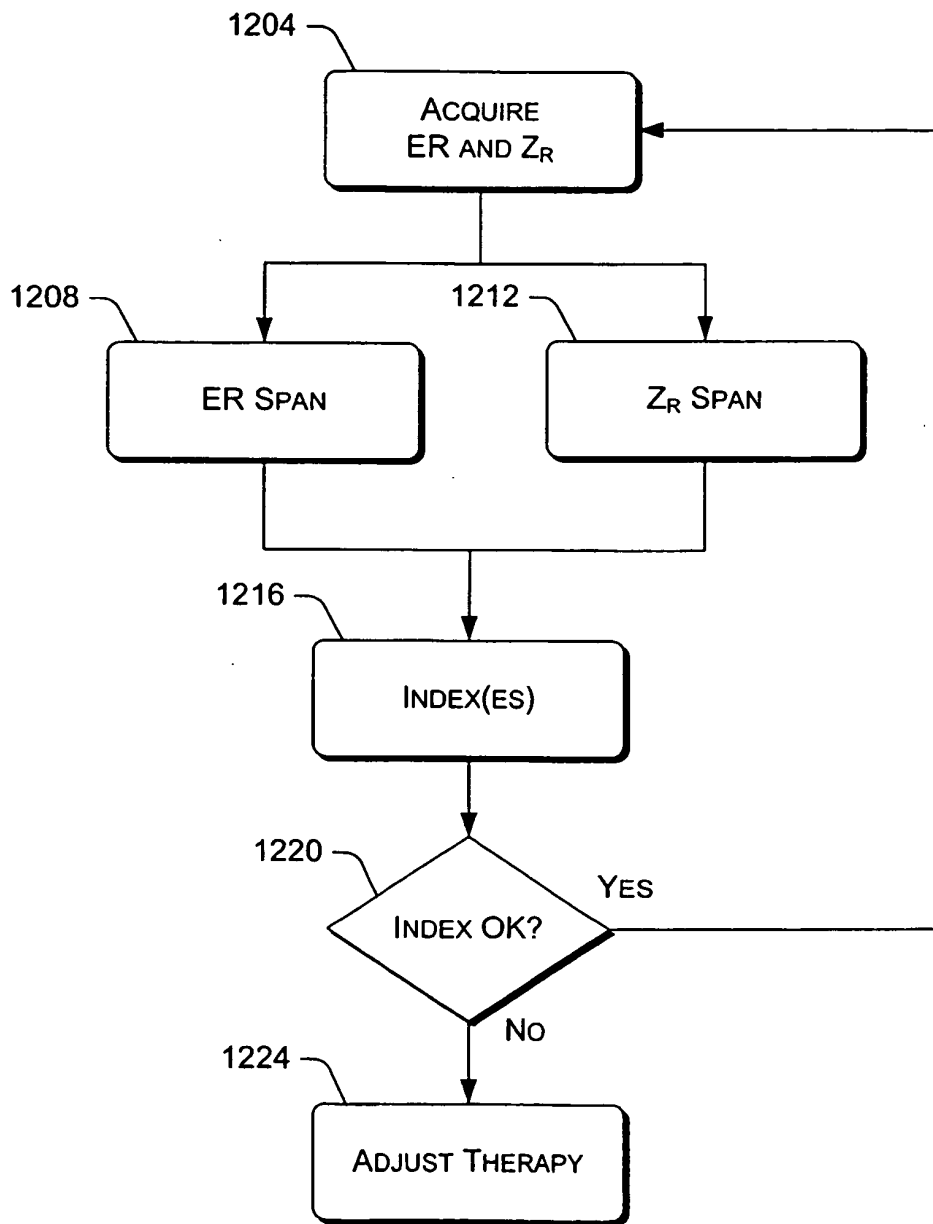 1204
ACQUIRE
ER AND ZR
1208
1212
ER SPAN
ZR SPAN
1216
INDEX(ES)
1220
YES
INDEX OK?
NO
1224
ADJUST THERAPY